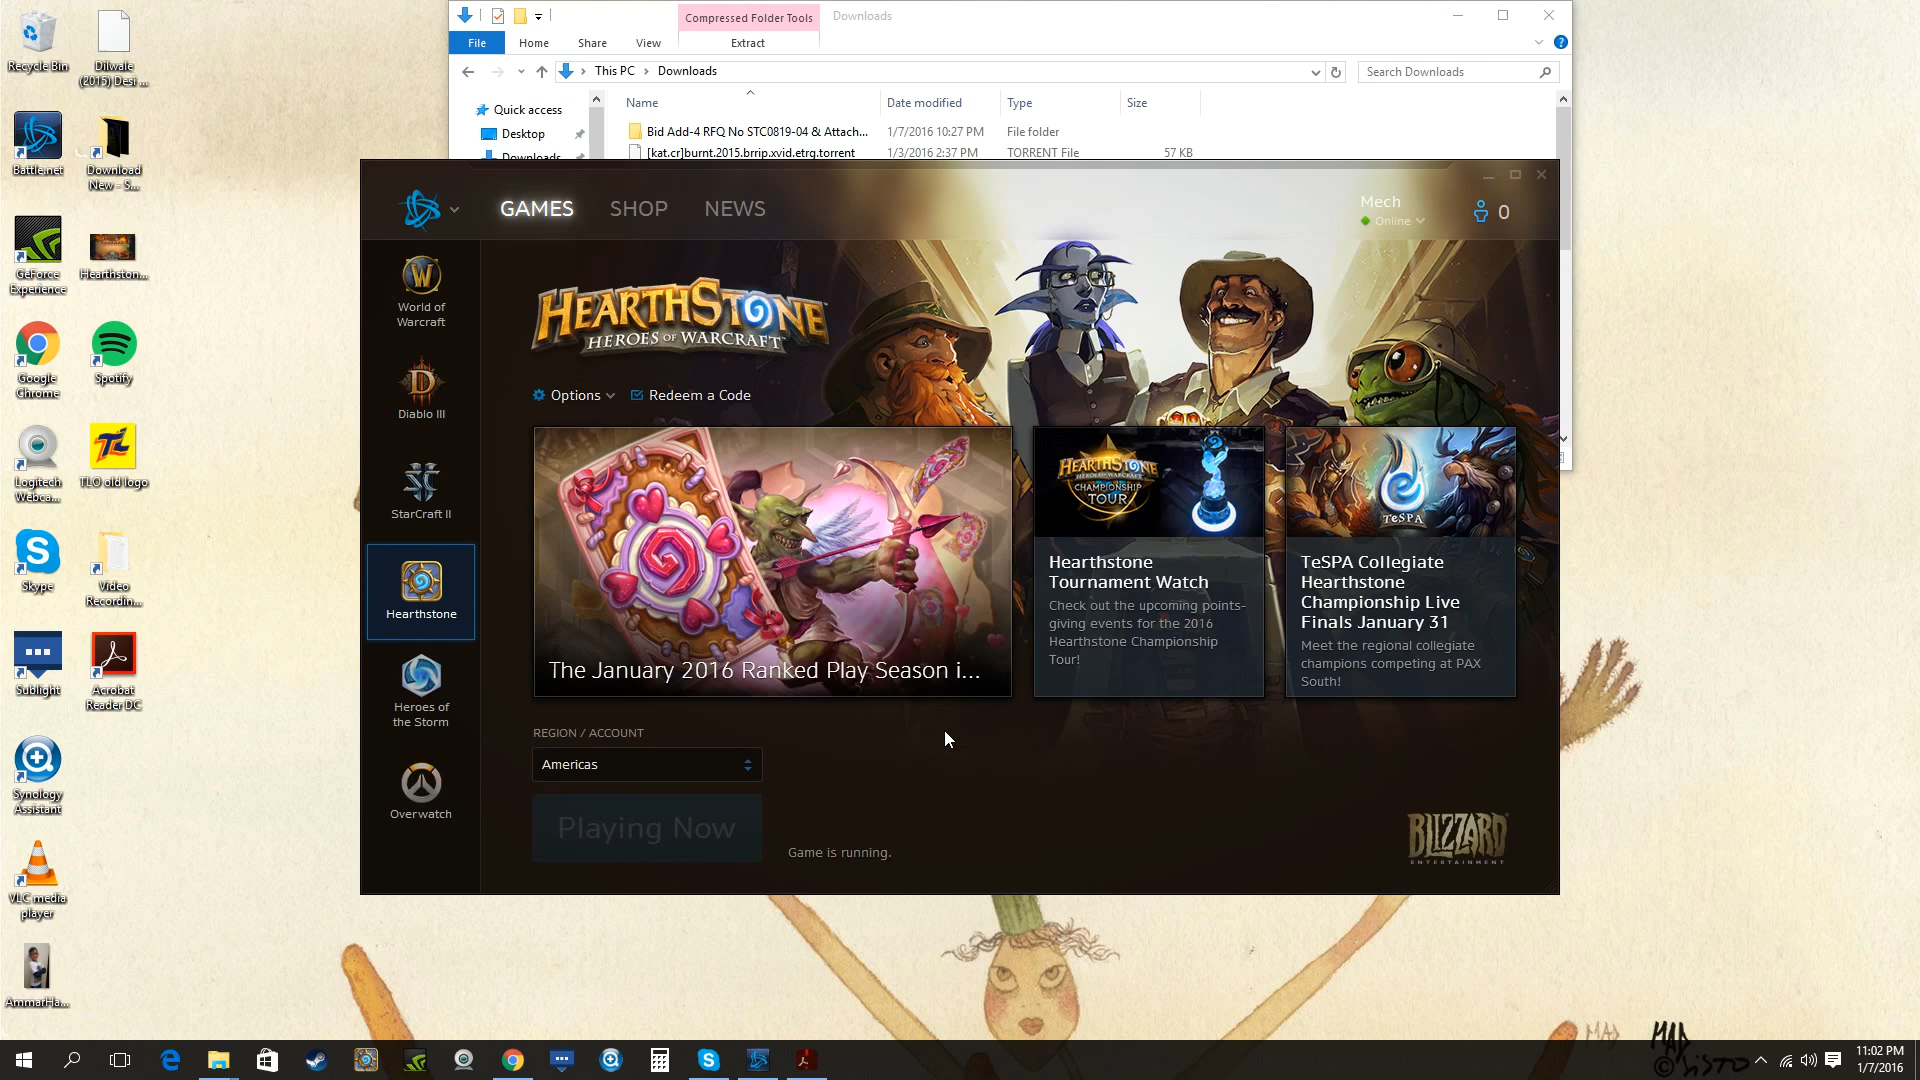 Compressed Folder Tools
Downloads
File
Home
Share
View
Extract
This PC
Downloads
Search Downloads
Quick access
Desktop
Downloads
Name
Date modified
Type
Size
Bid Add-4 RFQ No STC0819-04 & Attach...
1/7/2016 10:27 PM
File folder
[kat.cr]burnt.2015.brrip.xvid.etrg.torrent
1/3/2016 2:37 PM
TORRENT File
57 KB
Recycle Bin
Dilwale
(2015) Desi ...
Battle.net
Download
New - S...
GeForce
Experience
Hearthston...
Google
Chrome
Spotify
Logitech
Webca...
TLO old logo
Skype
Video
Recordin...
Sublight
Acrobat
Reader DC
Synology
Assistant
VLC media
player
AmmarHa...
GAMES
SHOP
NEWS
Mech
Online
0
World of
Warcraft
Diablo III
StarCraft II
Hearthstone
Heroes of
the Storm
Overwatch
HEARTHSTONE
HEROES OF WARCRAFT
Options
Redeem a Code
The January 2016 Ranked Play Season i...
HEARTHSTONE
HEROES OF WARCRAFT
CHAMPIONSHIP
TOUR
Hearthstone
Tournament Watch
Check out the upcoming points-
giving events for the 2016
Hearthstone Championship
Tour!
TeSPA
TeSPA Collegiate
Hearthstone
Championship Live
Finals January 31
Meet the regional collegiate
champions competing at PAX
South!
REGION / ACCOUNT
Americas
Playing Now
Game is running.
BLIZZARD
ENTERTAINMENT
11:02 PM
1/7/2016